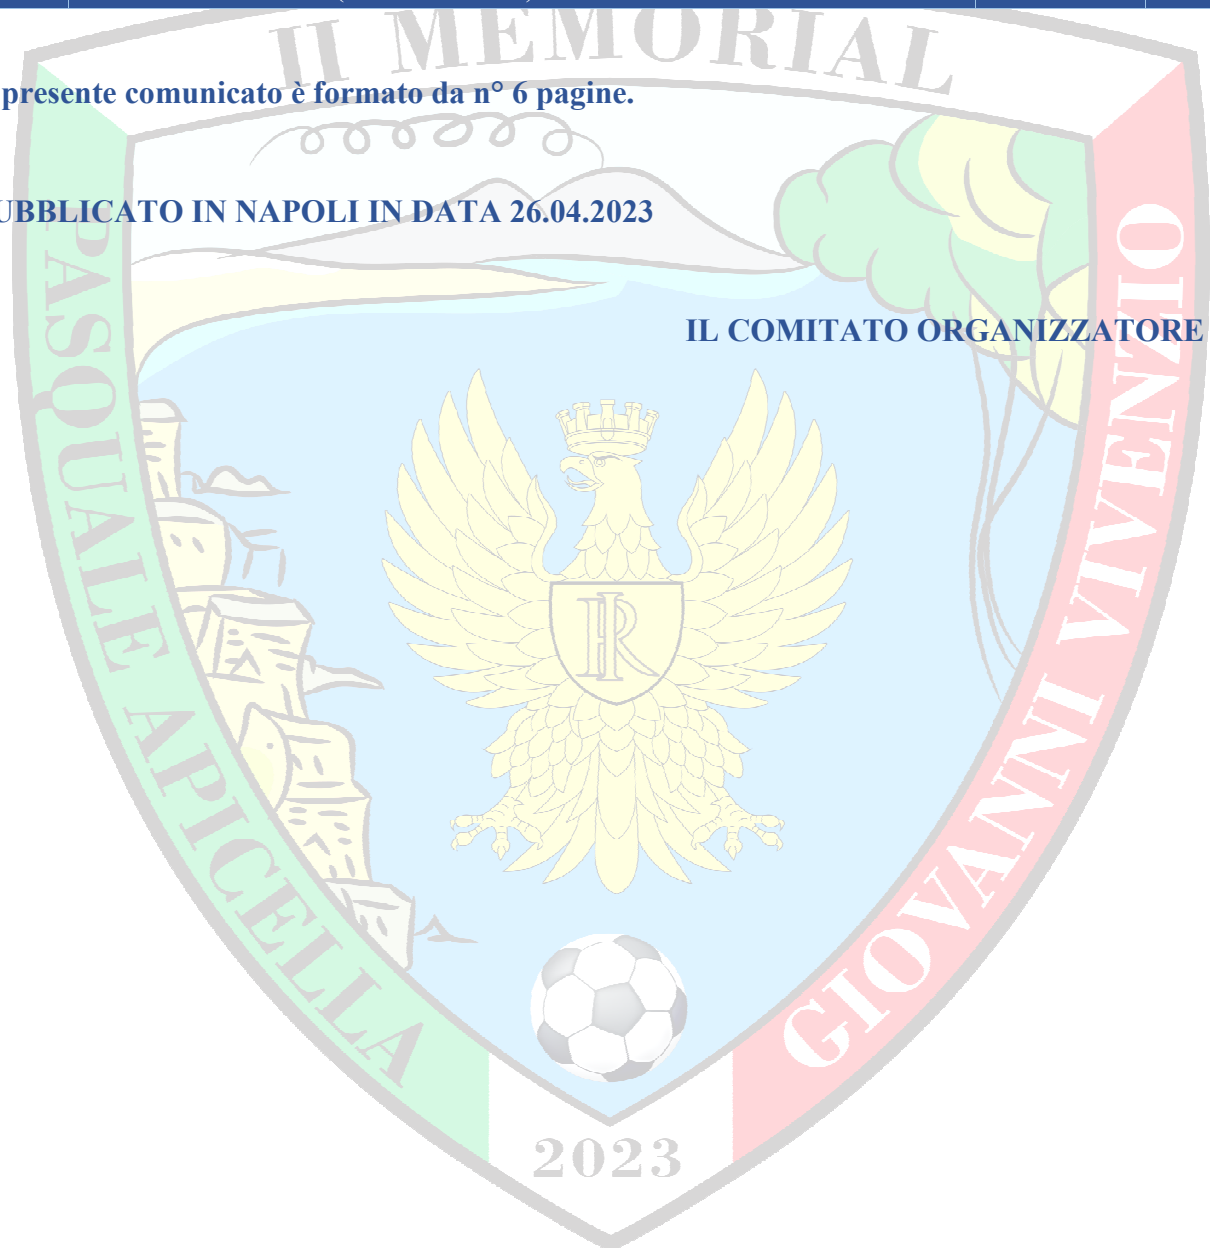 II MEMORIAL
presente comunicato è formato da n° 6 pagine.
UBBLICATO IN NAPOLI IN DATA 26.04.2023
IL COMITATO ORGANIZZATORE
PASQUALE APICELLA
GIOVANNI VIVENZIO
IR
2023